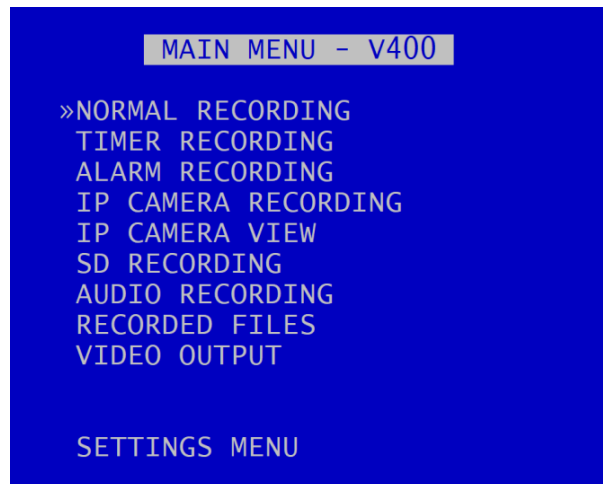 MAIN MENU - V400
»NORMAL RECORDING
TIMER RECORDING
ALARM RECORDING
IP CAMERA RECORDING
IP CAMERA VIEW
SD RECORDING
AUDIO RECORDING
RECORDED FILES
VIDEO OUTPUT
SETTINGS MENU